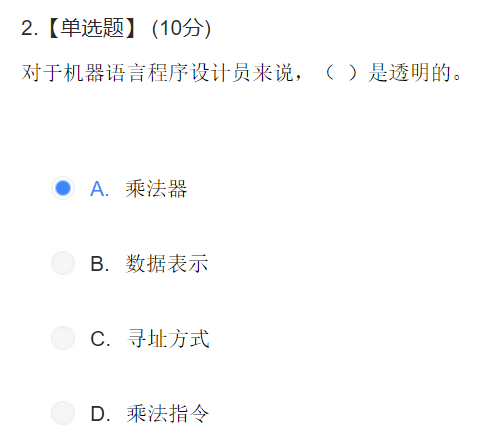 2.【单选题】 (10分)
对于机器语言程序设计员来说，（ ）是透明的。
A. 乘法器
B. 数据表示
C. 寻址方式
D. 乘法指令